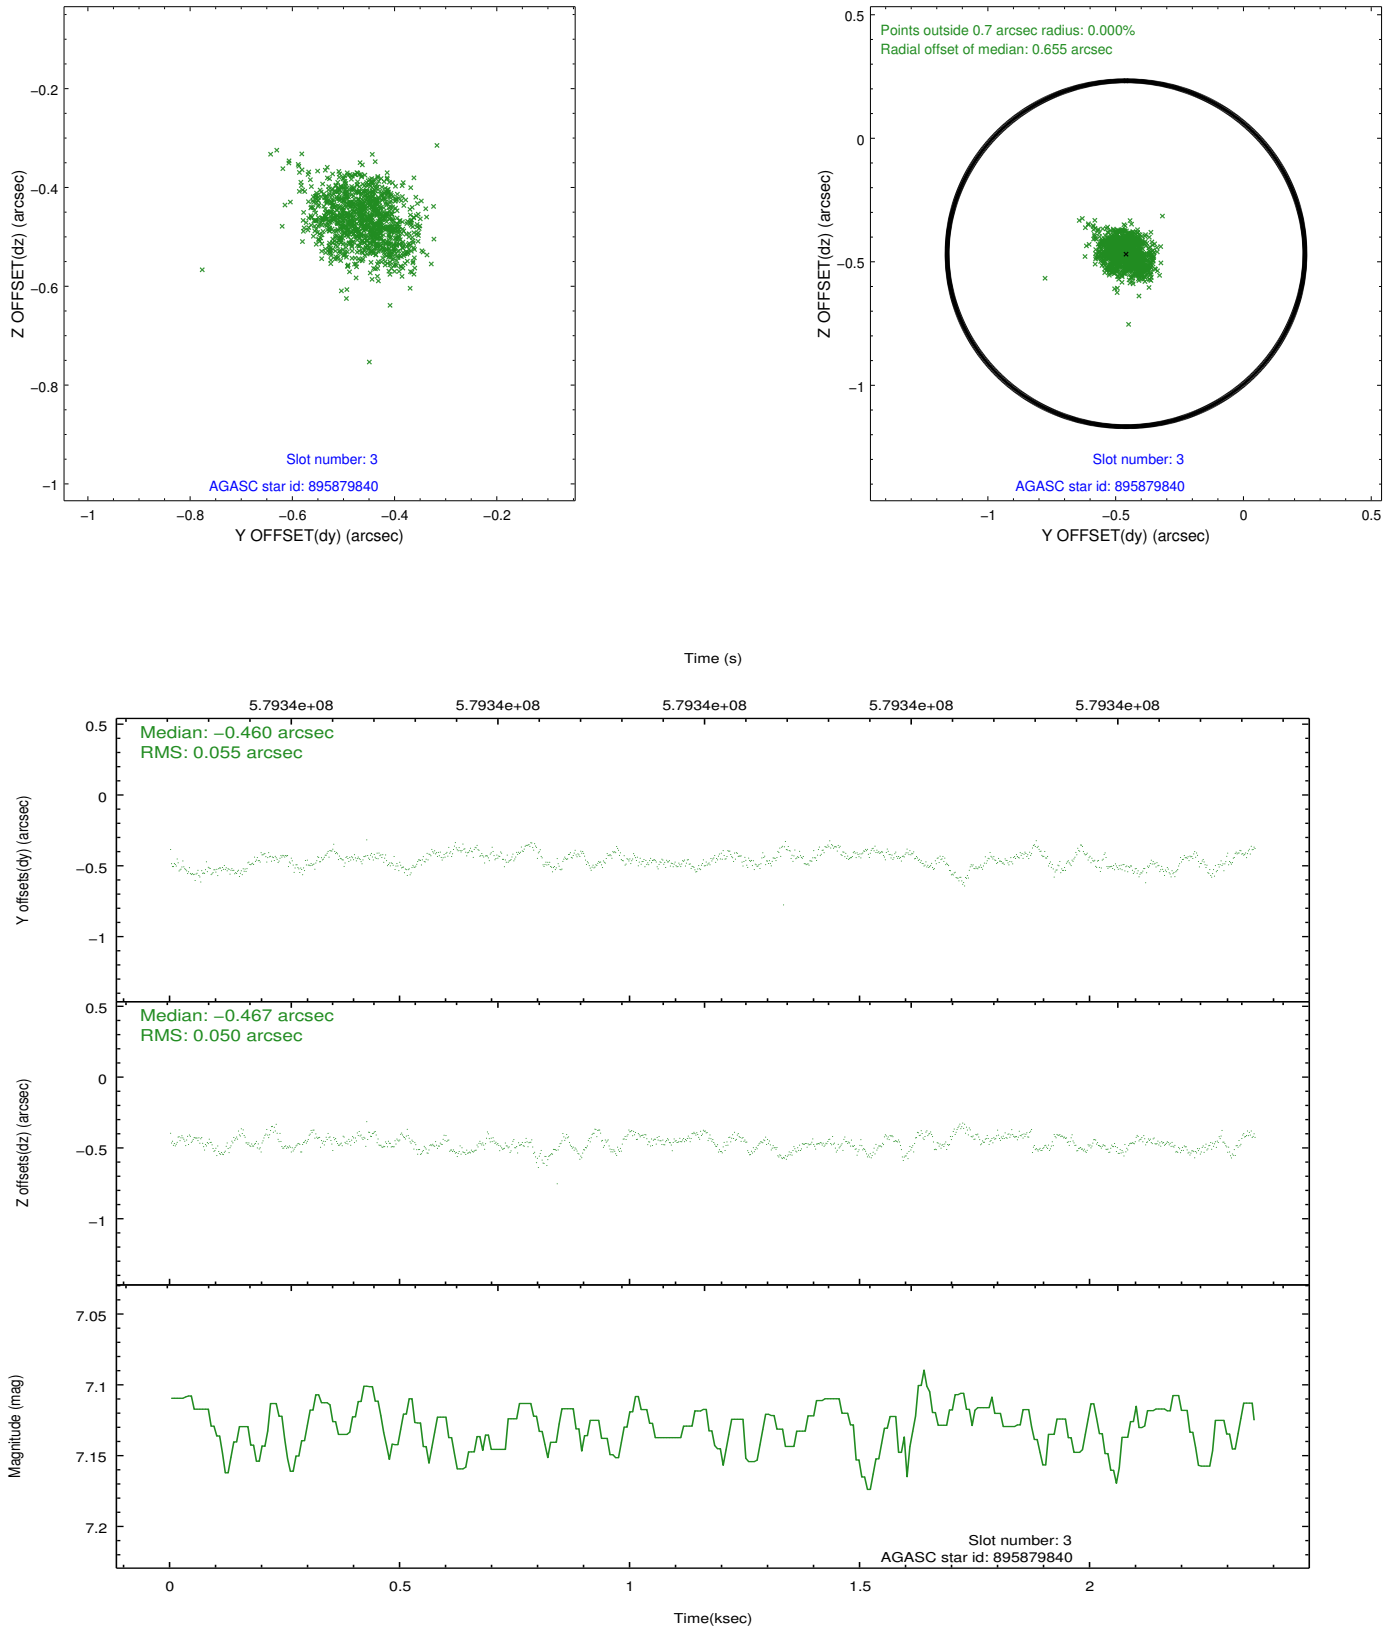 −0.2
−0.4
−0.6
−0.8
−1
Z OFFSET(dz) (arcsec)
Slot number: 3
AGASC star id: 895879840
−1
−0.8
−0.6
−0.4
−0.2
Y OFFSET(dy) (arcsec)
Points outside 0.7 arcsec radius: 0.000%
Radial offset of median: 0.655 arcsec
0.5
0
−0.5
−1
Z OFFSET(dz) (arcsec)
Slot number: 3
AGASC star id: 895879840
−1
−0.5
0
0.5
Y OFFSET(dy) (arcsec)
Time (s)
5.7934e+08
5.7934e+08
5.7934e+08
5.7934e+08
5.7934e+08
Median: −0.460 arcsec
RMS: 0.055 arcsec
0.5
0
−0.5
−1
Y offsets(dy) (arcsec)
Median: −0.467 arcsec
RMS: 0.050 arcsec
0.5
0
−0.5
−1
Z offsets(dz) (arcsec)
7.05
7.1
7.15
7.2
Magnitude (mag)
Slot number: 3
AGASC star id: 895879840
0
0.5
1
1.5
2
Time(ksec)